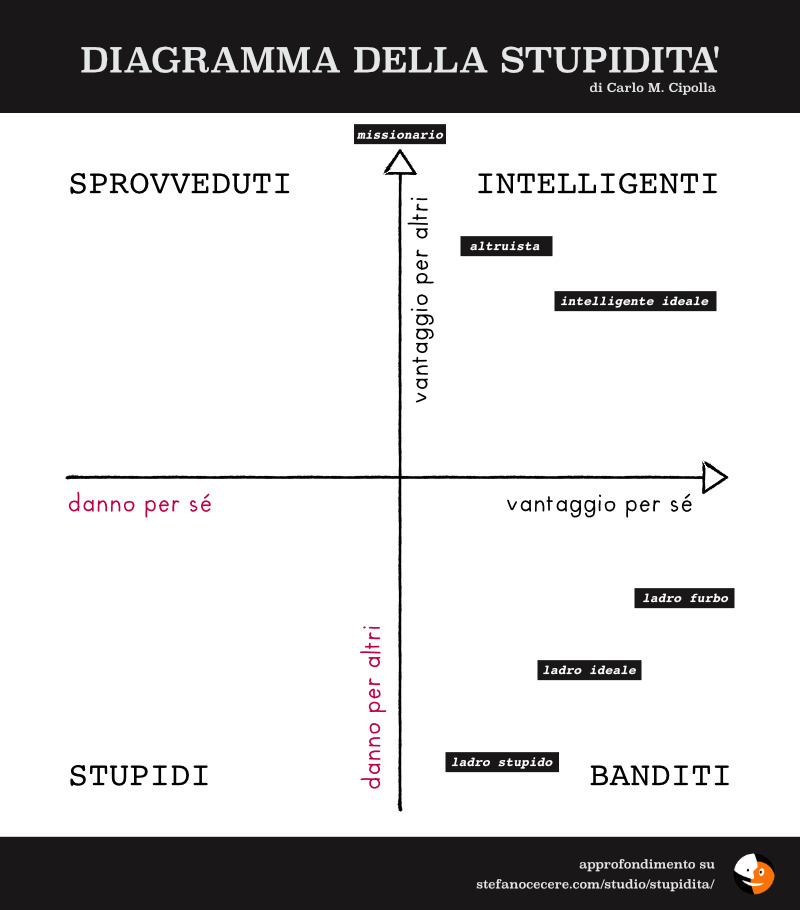 DIAGRAMMA DELLA STUPIDITA'
di Carlo M. Cipolla
missionario
SPROVVEDUTI
INTELLIGENTI
vantaggio per altri
altruista
intelligente ideale
danno per sé
vantaggio per sé
ladro furbo
danno per altri
ladro ideale
ladro stupido
STUPIDI
BANDITI
approfondimento su
stefanocecere.com/studio/stupidita/